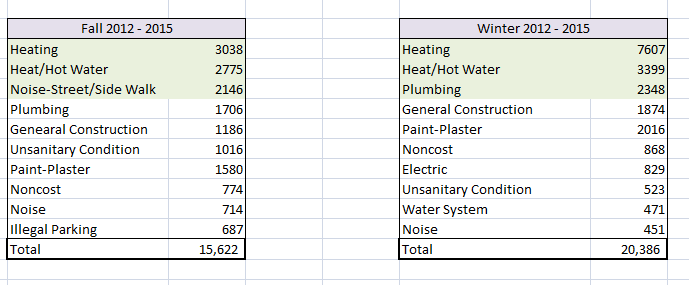 Fall 2012 - 2015
Heating 3038
Heat/Hot Water 2775
Noise-Street/Side Walk 2146
Plumbing 1706
Genearal Construction 1186
Unsanitary Condition 1016
Paint-Plaster 1580
Noncost 774
Noise 714
Illegal Parking 687
Total 15,622
Winter 2012 - 2015
Heating 7607
Heat/Hot Water 3399
Plumbing 2348
General Construction 1874
Paint-Plaster 2016
Noncost 868
Electric 829
Unsanitary Condition 523
Water System 471
Noise 451
Total 20,386